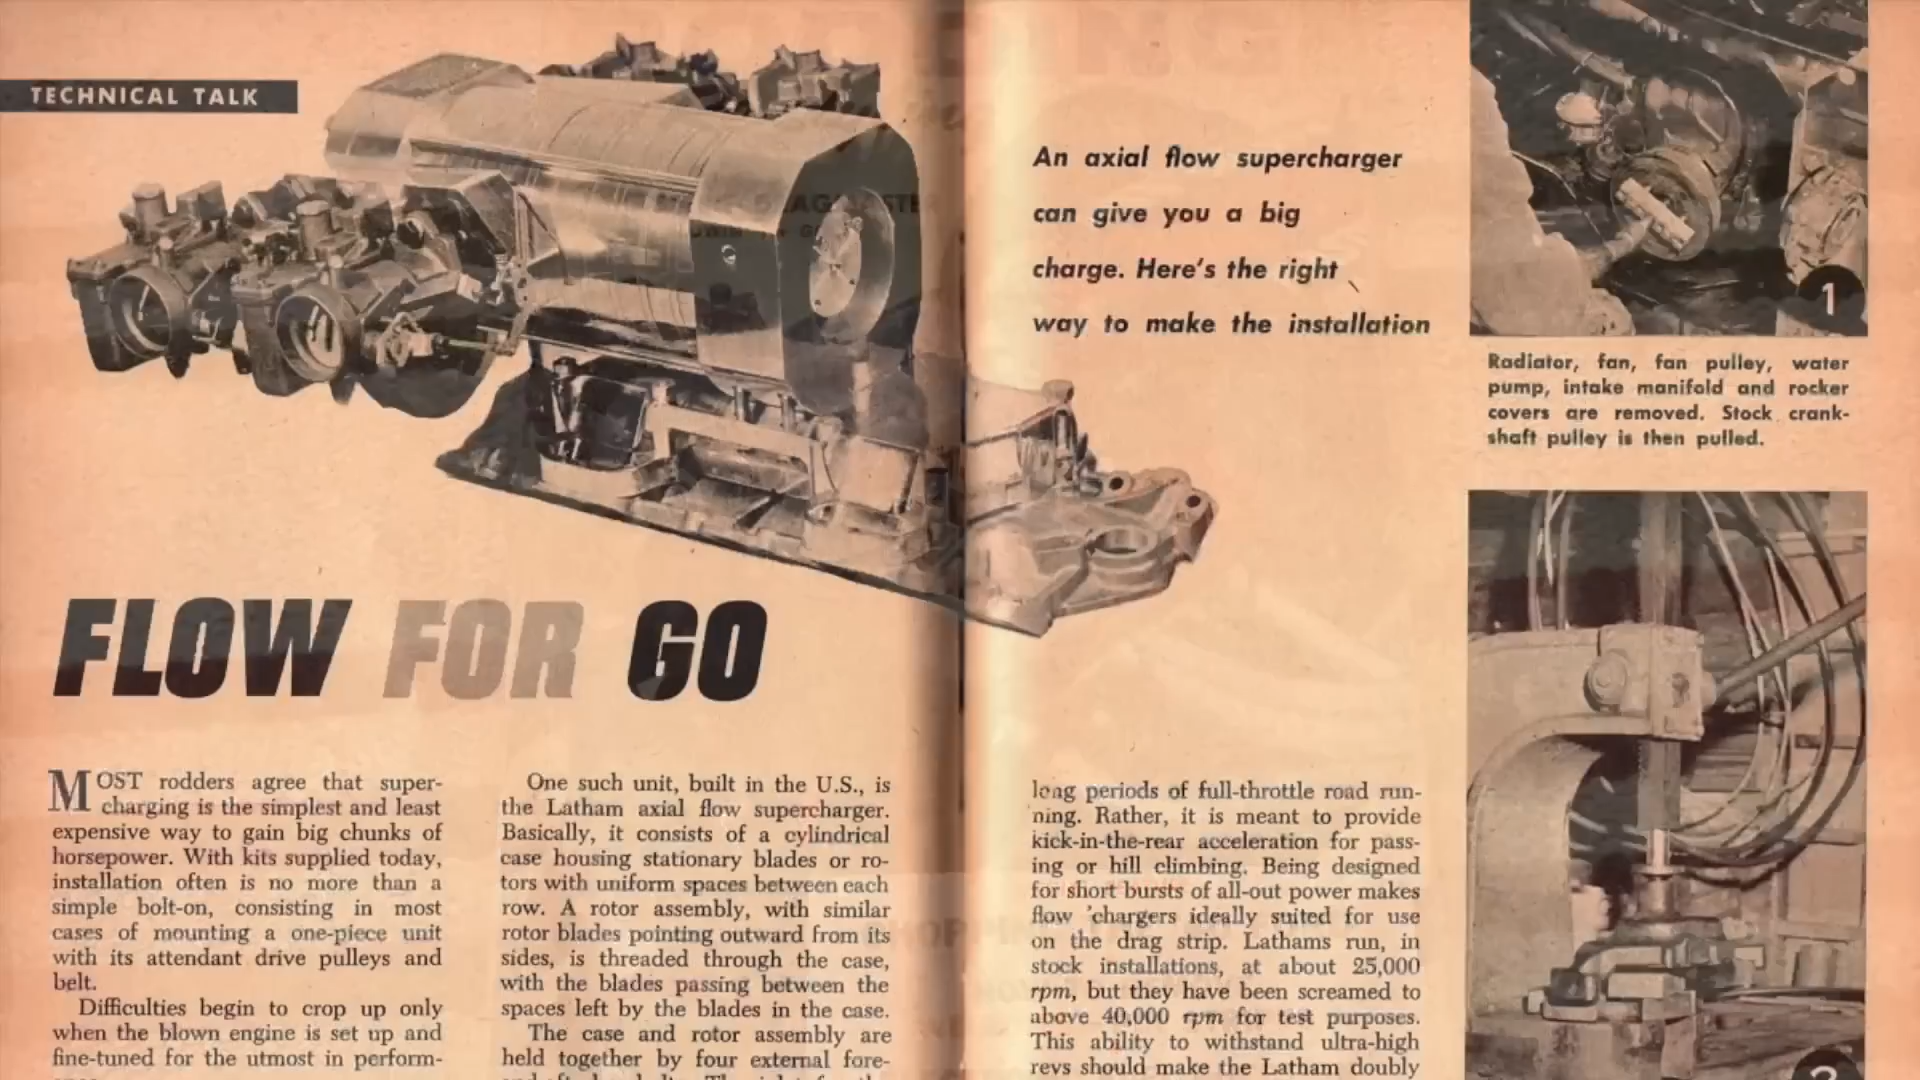 TECHNICAL TALK
An axial flow supercharger
can give you a big
charge. Here's the right
way to make the installation
1
Radiator, fan, fan pulley, water
pump, intake manifold and rocker
covers are removed. Stock crank-
shaft pulley is then pulled.
FLOW FOR GO
MOST rodders agree that super-
charging is the simplest and least
expensive way to gain big chunks of
horsepower. With kits supplied today,
installation often is no more than a
simple bolt-on, consisting in most
cases of mounting a one-piece unit
with its attendant drive pulleys and
belt.
Difficulties begin to crop up only
when the blown engine is set up and
fine-tuned for the utmost in perform-
One such unit, built in the U.S., is
the Latham axial flow supercharger.
Basically, it consists of a cylindrical
case housing stationary blades or ro-
tors with uniform spaces between each
row. A rotor assembly, with similar
rotor blades pointing outward from its
sides, is threaded through the case,
with the blades passing between the
spaces left by the blades in the case.
The case and rotor assembly are
held together by four external fore-
long periods of full-throttle road run-
ning. Rather, it is meant to provide
kick-in-the-rear acceleration for pass-
ing or hill climbing. Being designed
for short bursts of all-out power makes
flow 'chargers ideally suited for use
on the drag strip. Lathams run, in
stock installations, at about 25,000
rpm, but they have been screamed to
above 40,000 rpm for test purposes.
This ability to withstand ultra-high
revs should make the Latham doubly